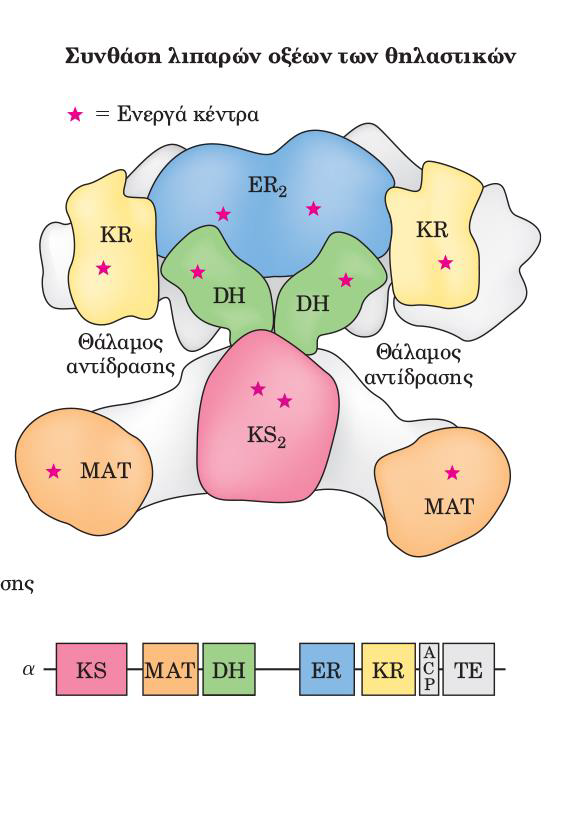 Συνθάση λιπαρών οξέων των θηλαστικών
★ = Ενεργά κέντρα
ER2
KR
KR
DH
DH
Θάλαμος
αντίδρασης
Θάλαμος
αντίδρασης
KS2
MAT
MAT
σης
α
KS
MAT
DH
ER
KR
ACP
TE